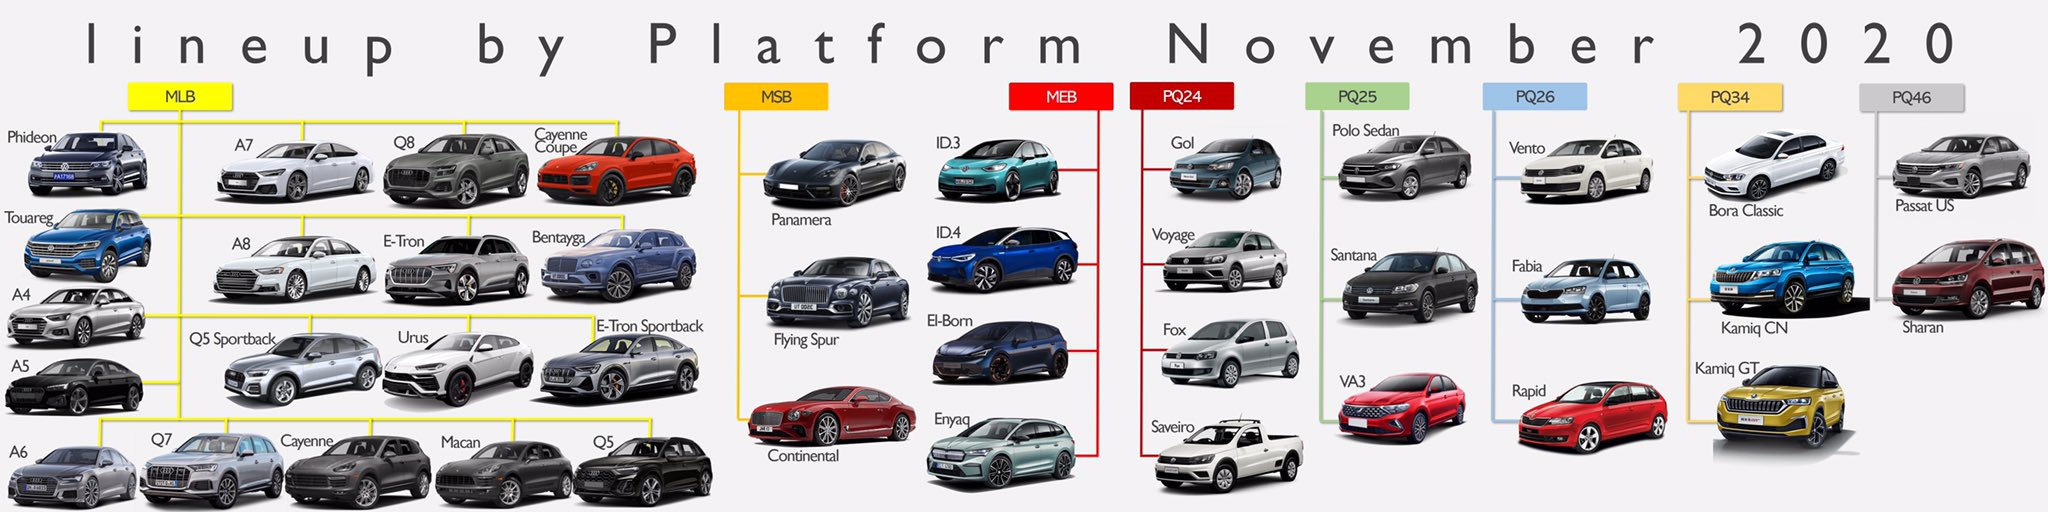 lineup by Platform November 2020
MLB
MSB
MEB
PQ24
PQ25
PQ26
PQ34
PQ46
Phideon
A7
Q8
Cayenne
Coupe
Touareg
A8
E-Tron
Bentayga
A4
Q5 Sportback
Urus
E-Tron Sportback
A5
A6
Q7
Cayenne
Macan
Q5
Panamera
Flying Spur
Continental
ID.3
ID.4
El-Born
Enyaq
Gol
Voyage
Fox
Saveiro
Polo Sedan
Santana
VA3
Vento
Fabia
Rapid
Bora Classic
Kamiq CN
Kamiq GT
Passat US
Sharan